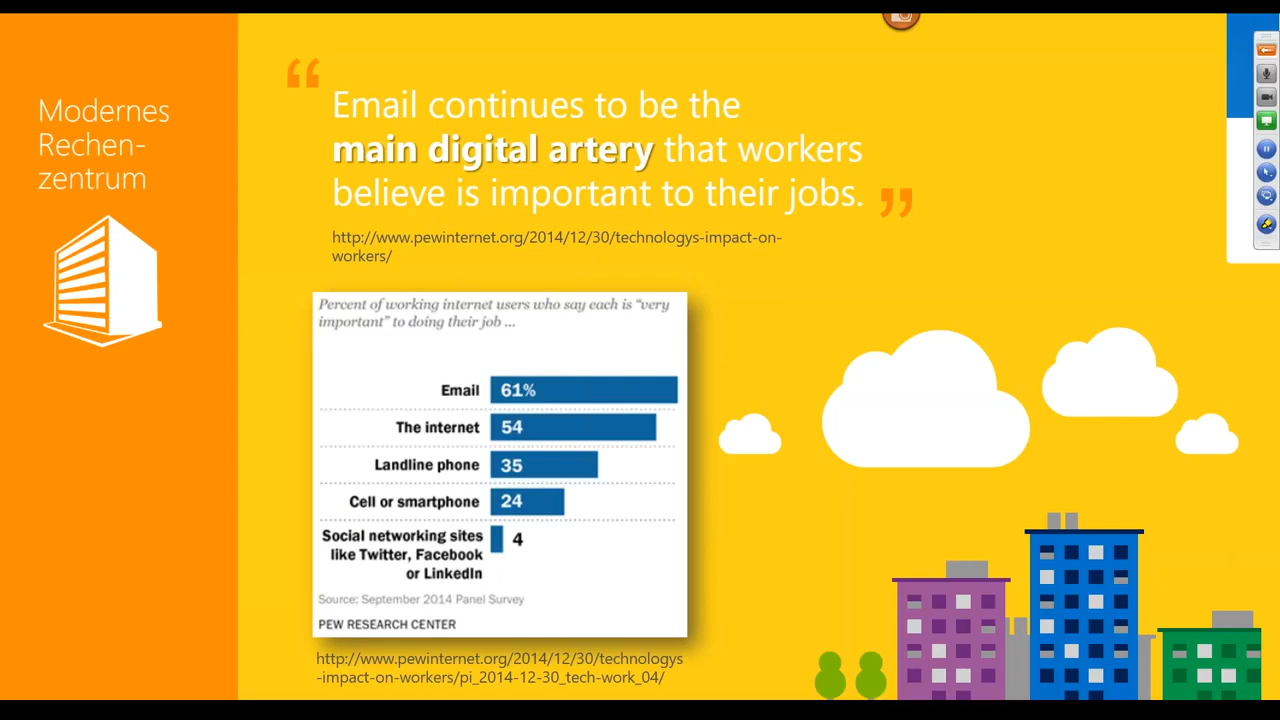 Modernes
Rechen-
zentrum
“
Email continues to be the
main digital artery that workers
believe is important to their jobs.
”
http://www.pewinternet.org/2014/12/30/technologys-impact-on-
workers/
Percent of working internet users who say each is “very
important” to doing their job ...
Email 61%
The internet 54
Landline phone 35
Cell or smartphone 24
Social networking sites 4
like Twitter, Facebook
or LinkedIn
Source: September 2014 Panel Survey
PEW RESEARCH CENTER
http://www.pewinternet.org/2014/12/30/technologys
-impact-on-workers/pi_2014-12-30_tech-work_04/